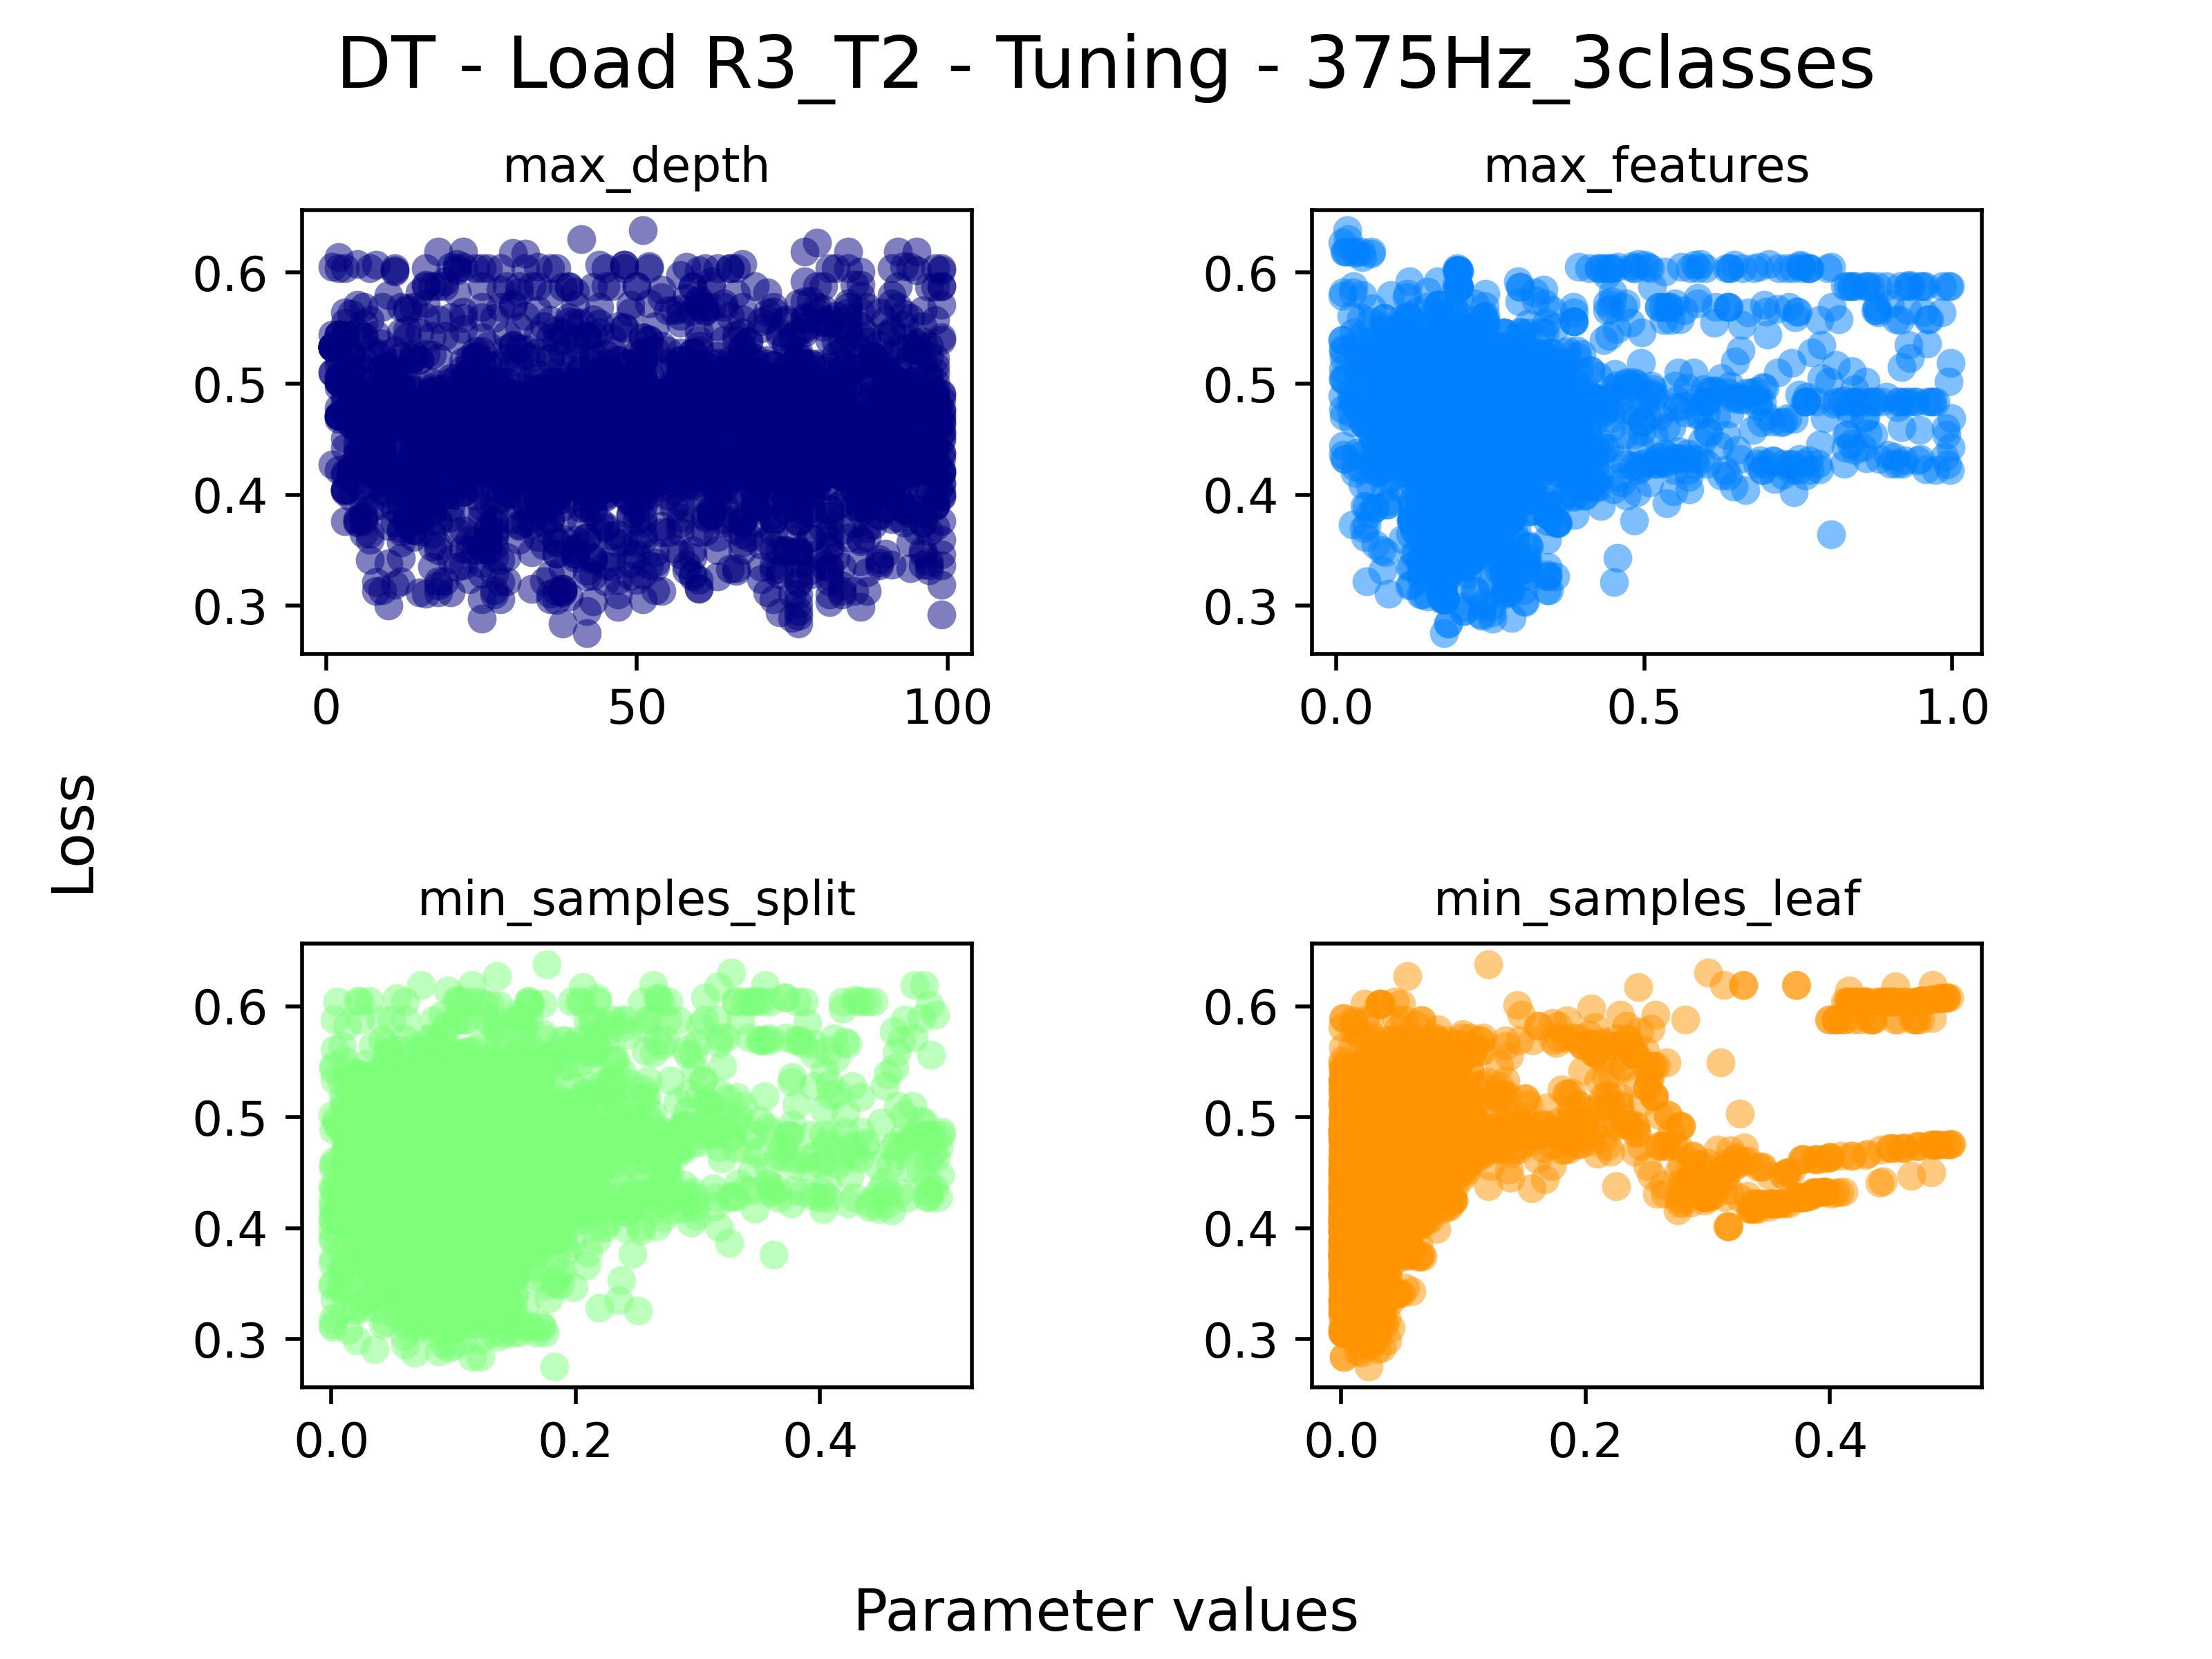 DT - Load R3_T2 - Tuning - 375Hz_3classes
max_depth
0.6
0.5
0.4
0.3
0 50 100
max_features
0.6
0.5
0.4
0.3
0.0 0.5 1.0
Loss
min_samples_split
0.6
0.5
0.4
0.3
0.0 0.2 0.4
min_samples_leaf
0.6
0.5
0.4
0.3
0.0 0.2 0.4
Parameter values